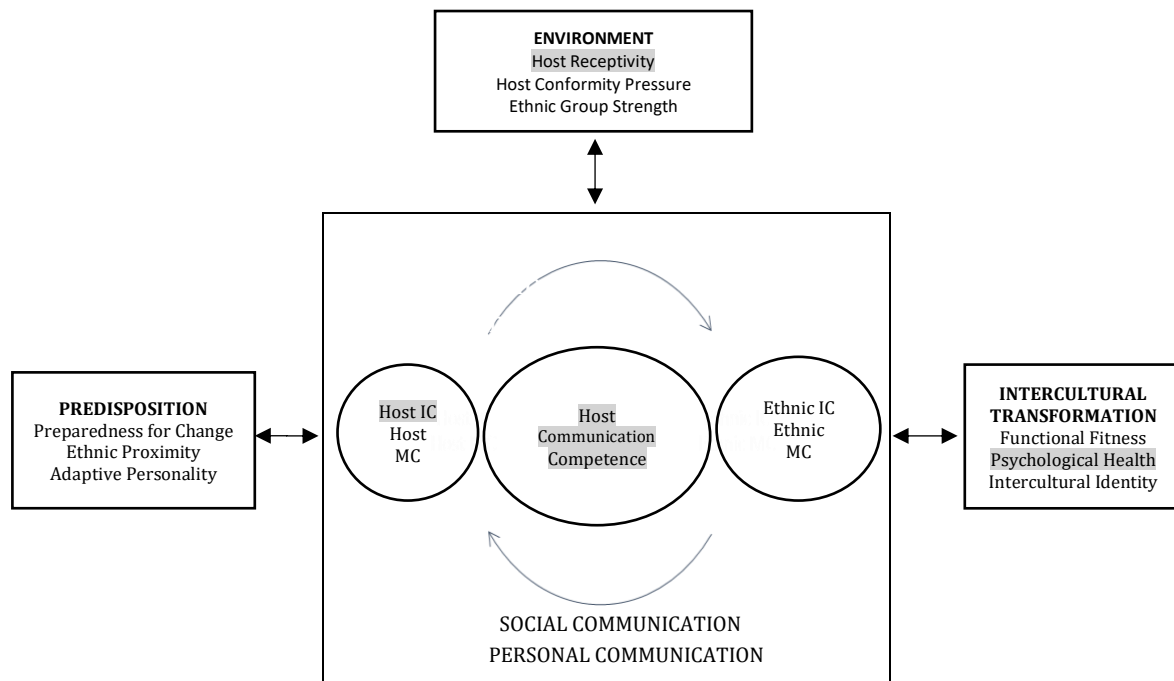 ENVIRONMENT
Host Receptivity
Host Conformity Pressure
Ethnic Group Strength
PREDISPOSITION
Preparedness for Change
Ethnic Proximity
Adaptive Personality
Host IC
Host
MC
Host
Communication
Competence
Ethnic IC
Ethnic
MC
INTERCULTURAL
TRANSFORMATION
Functional Fitness
Psychological Health
Intercultural Identity
SOCIAL COMMUNICATION
PERSONAL COMMUNICATION